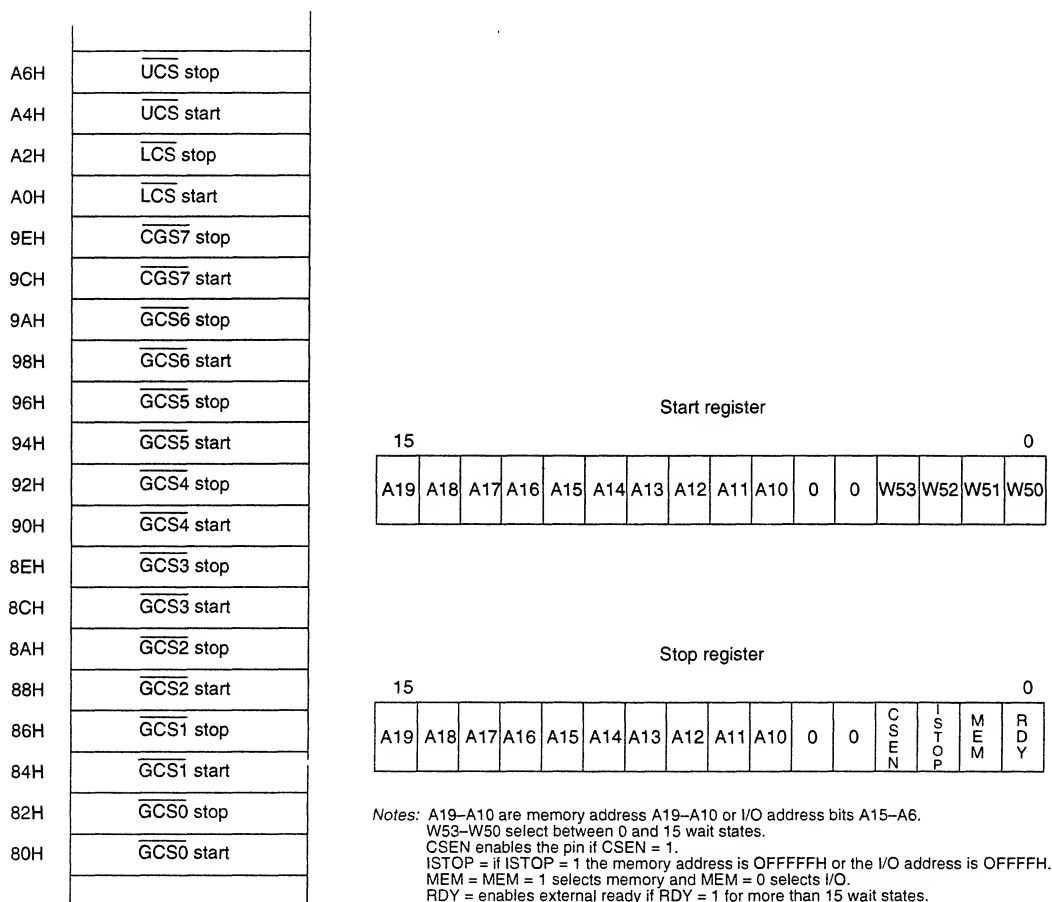 A6H UCS stop
A4H UCS start
A2H LCS stop
A0H LCS start
9EH CGS7 stop
9CH CGS7 start
9AH GCS6 stop
98H GCS6 start
96H GCS5 stop
94H GCS5 start
92H GCS4 stop
90H GCS4 start
8EH GCS3 stop
8CH GCS3 start
8AH GCS2 stop
88H GCS2 start
86H GCS1 stop
84H GCS1 start
82H GCS0 stop
80H GCS0 start
Start register
15 0
A19 A18 A17 A16 A15 A14 A13 A12 A11 A10 0 0 W53 W52 W51 W50
Stop register
15 0
A19 A18 A17 A16 A15 A14 A13 A12 A11 A10 0 0 CSEN ISTOP MEM RDY
Notes: A19–A10 are memory address A19–A10 or I/O address bits A15–A6.
W53–W50 select between 0 and 15 wait states.
CSEN enables the pin if CSEN = 1.
ISTOP = if ISTOP = 1 the memory address is OFFFFFH or the I/O address is OFFFFH.
MEM = MEM = 1 selects memory and MEM = 0 selects I/O.
RDY = enables external ready if RDY = 1 for more than 15 wait states.